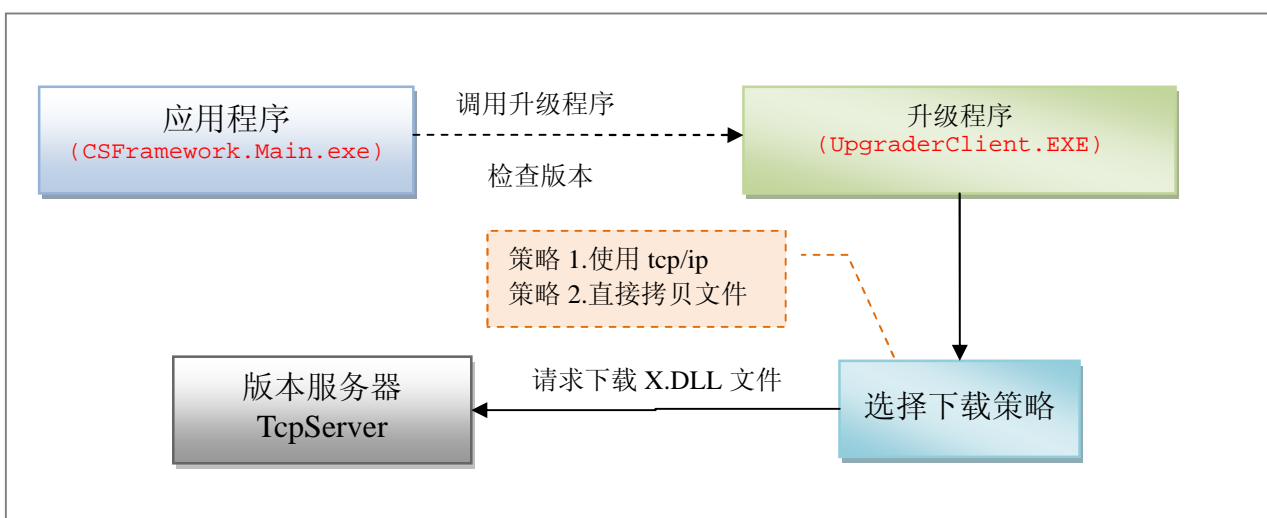 应用程序
(CSFramework.Main.exe)
调用升级程序
检查版本
升级程序
(UpgraderClient.EXE)
策略 1.使用 tcp/ip
策略 2.直接拷贝文件
版本服务器
TcpServer
请求下载 X.DLL 文件
选择下载策略